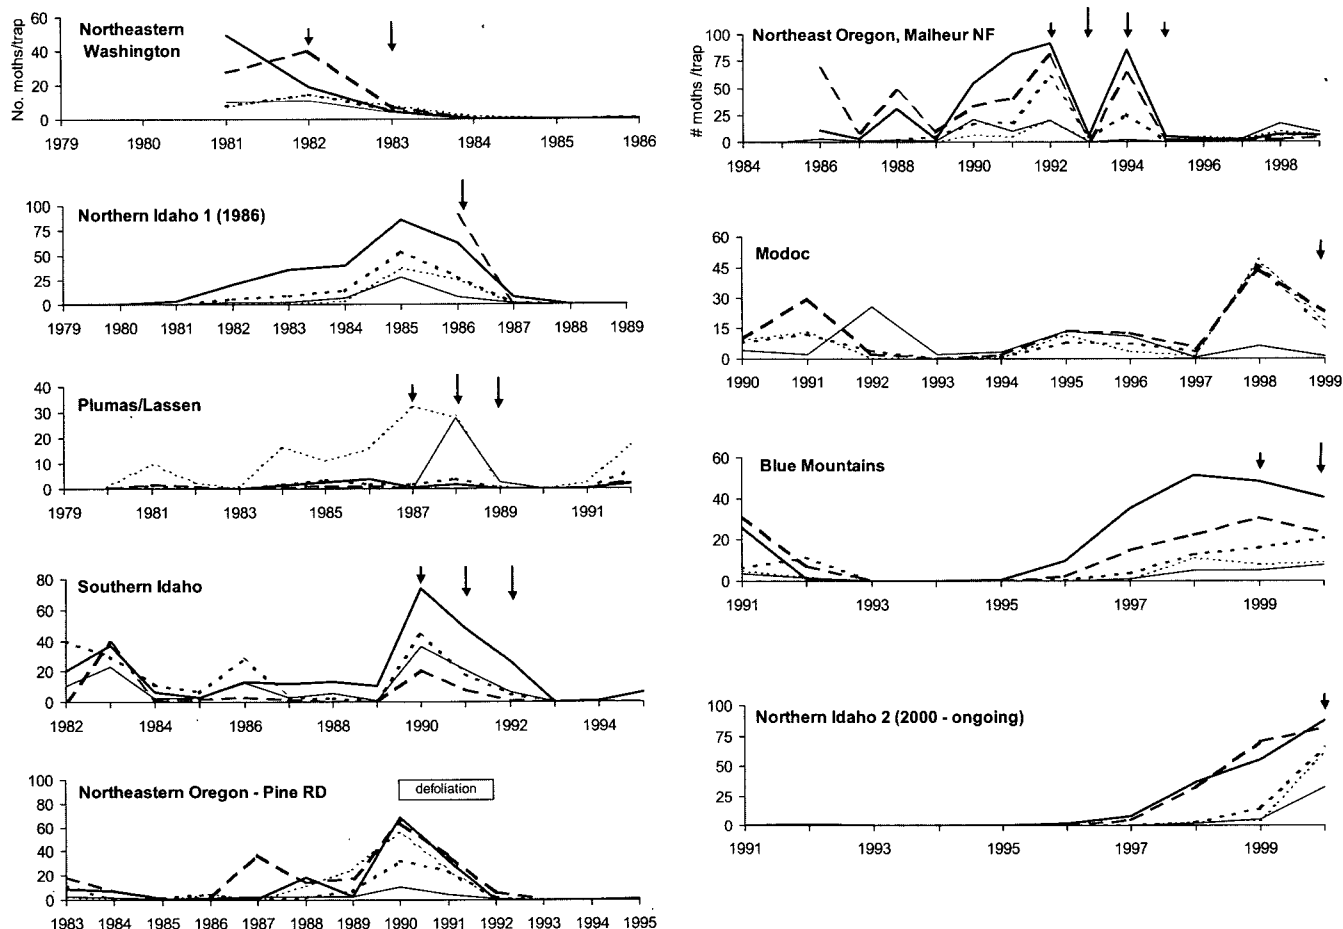 No. moths/trap
60
40
20
0
Northeastern
Washington
1979 1980 1981 1982 1983 1984 1985 1986
100
75
50
25
0
Northern Idaho 1 (1986)
1979 1980 1981 1982 1983 1984 1985 1986 1987 1988 1989
40
30
20
10
0
Plumas/Lassen
1979 1981 1983 1985 1987 1989 1991
80
60
40
20
0
Southern Idaho
1982 1984 1986 1988 1990 1992 1994
100
80
60
40
20
0
Northeastern Oregon - Pine RD
defoliation
1983 1984 1985 1986 1987 1988 1989 1990 1991 1992 1993 1994 1995
# moths /trap
100
75
50
25
0
Northeast Oregon, Malheur NF
1984 1986 1988 1990 1992 1994 1996 1998
60
45
30
15
0
Modoc
1990 1991 1992 1993 1994 1995 1996 1997 1998 1999
60
40
20
0
Blue Mountains
1991 1993 1995 1997 1999
100
75
50
25
0
Northern Idaho 2 (2000 - ongoing)
1991 1993 1995 1997 1999